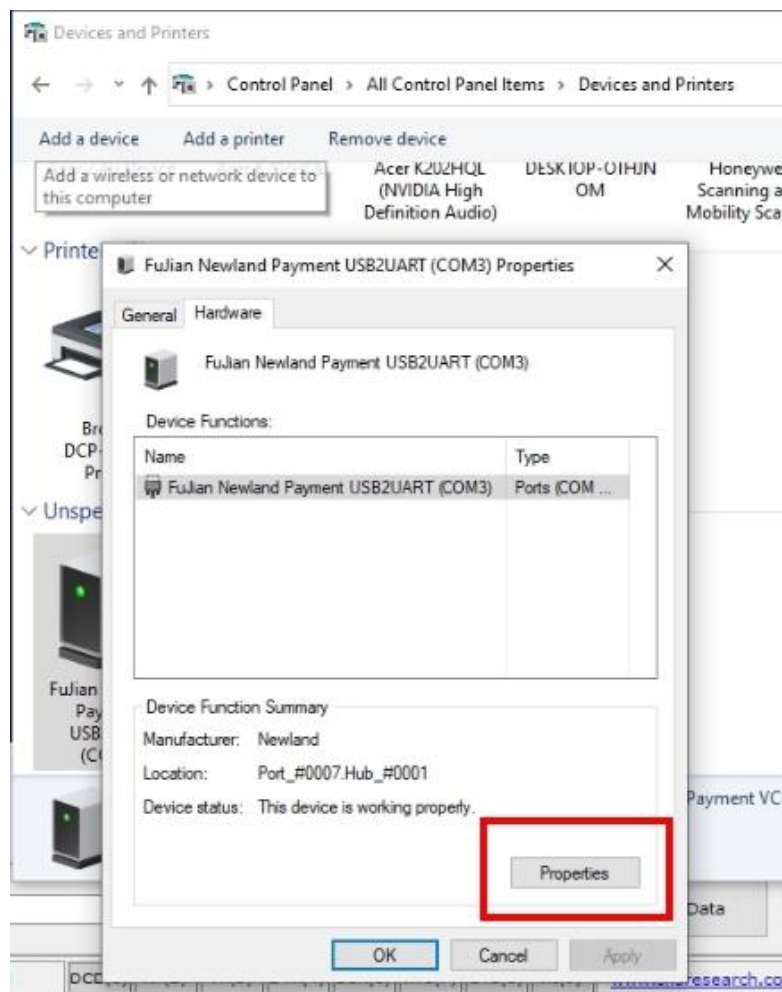 Devices and Printers
Control Panel > All Control Panel Items > Devices and Printers
Add a device Add a printer Remove device
Add a wireless or network device to
this computer
Acer K202HQL
(NVIDIA High
Definition Audio)
DESKTOP-OTHJN
OM
Honeywe
Scanning a
Mobility Sca
Printe
FuJian Newland Payment USB2UART (COM3) Properties
General Hardware
FuJian Newland Payment USB2UART (COM3)
Device Functions:
Name Type
FuJian Newland Payment USB2UART (COM3) Ports (COM ...
Bro
DCP-
Pr
Unspe
FuJian
Pay
USB
(CO
Device Function Summary
Manufacturer: Newland
Location: Port_#0007.Hub_#0001
Device status: This device is working properly.
Payment VC
Properties
Data
OK Cancel Apply